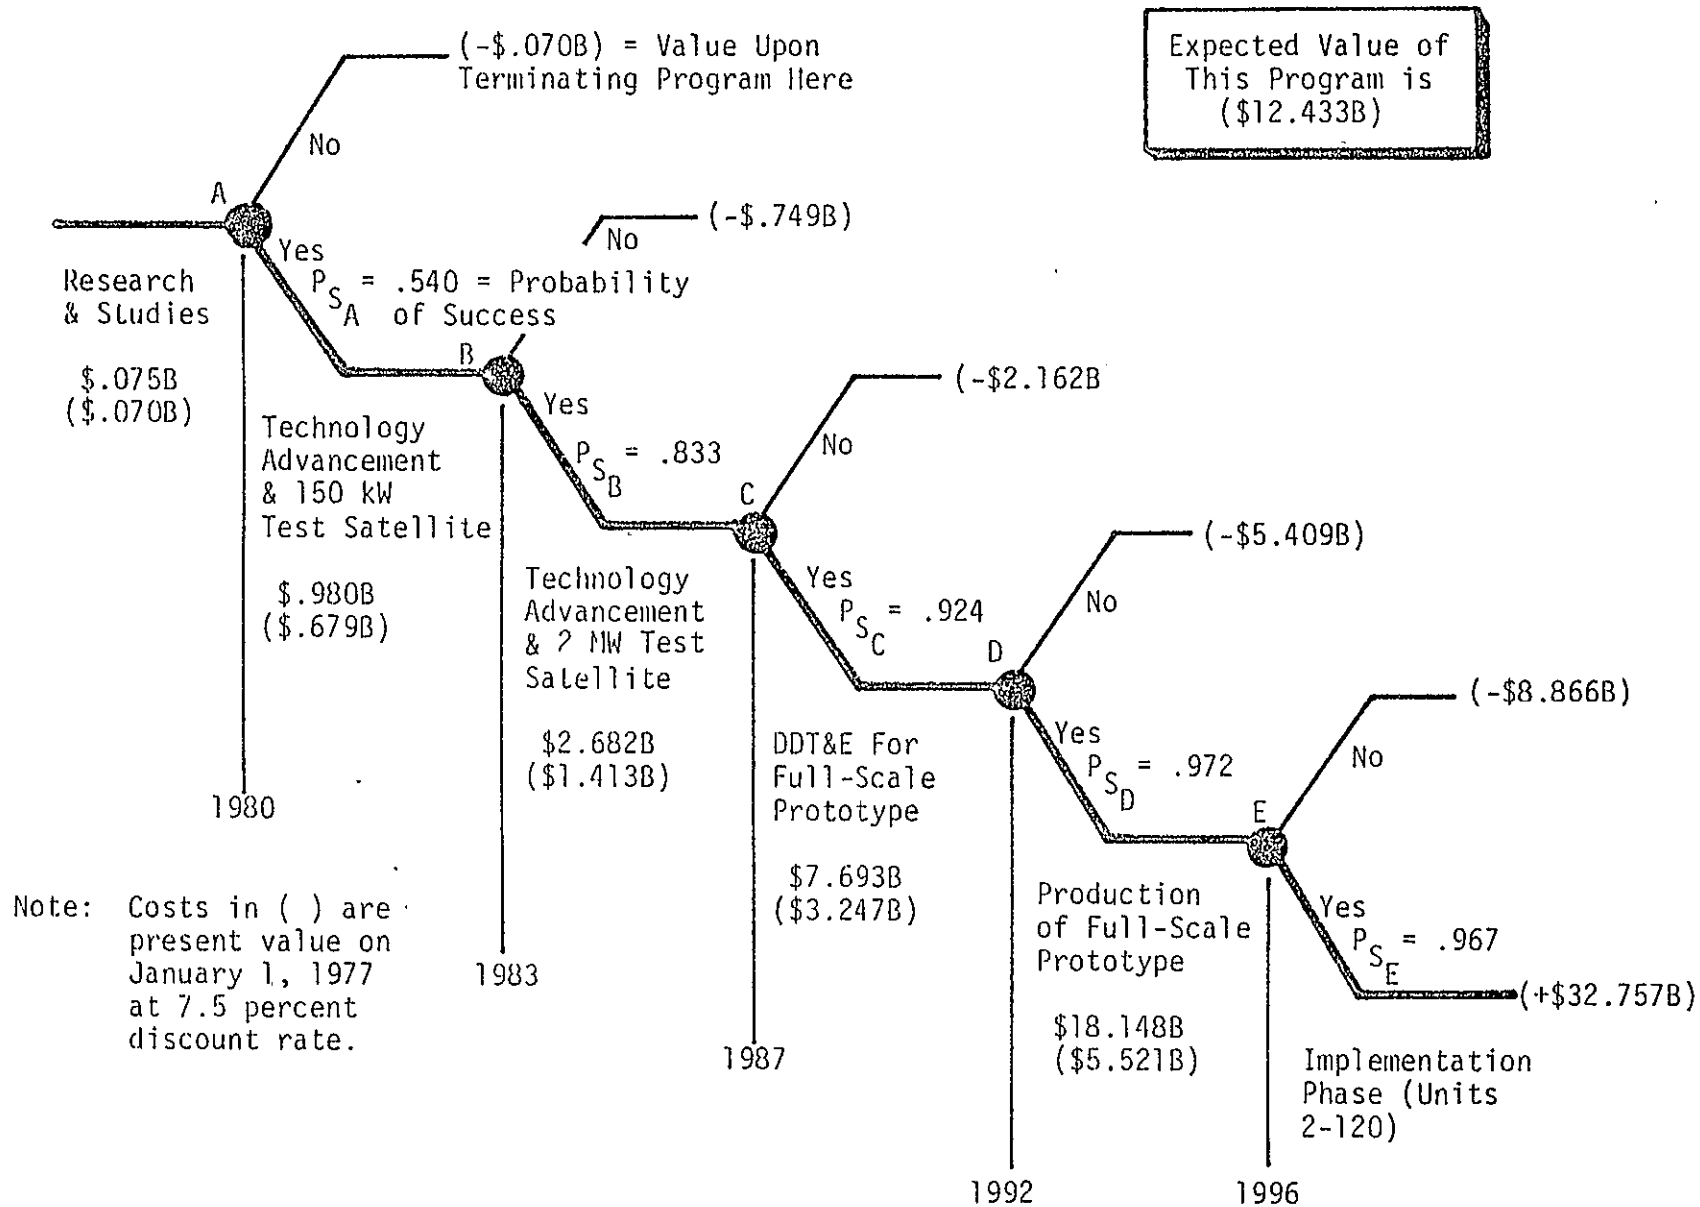 (-$.070B) = Value Upon
Terminating Program Here
Expected Value of
This Program is
($12.433B)
No
A
Yes
P_S_A = .540 = Probability
of Success
No
(-$.749B)
Research
& Studies
$.075B
($.070B)
B
Yes
P_S_B = .833
(-$2.162B
No
C
Technology
Advancement
& 150 kW
Test Satellite
$.980B
($.679B)
1980
Yes
P_S_C = .924
(-$5.409B)
No
D
Technology
Advancement
& 2 MW Test
Satellite
$2.682B
($1.413B)
1983
Yes
P_S_D = .972
(-$8.866B)
No
E
DDT&E For
Full-Scale
Prototype
$7.693B
($3.247B)
1987
Yes
P_S_E = .967
(+$32.757B)
Production
of Full-Scale
Prototype
$18.148B
($5.521B)
1992
Implementation
Phase (Units
2-120)
1996
Note: Costs in ( ) are
present value on
January 1, 1977
at 7.5 percent
discount rate.